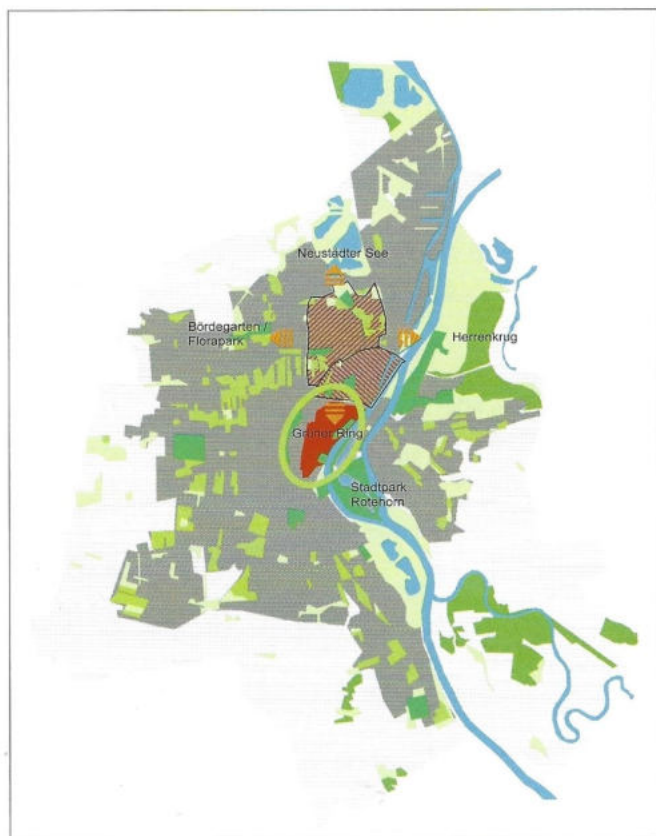 Neustädter See
Bördegarten /
Florapark
Herrenkrug
Grüner Ring
Stadtpark
Rotehorn